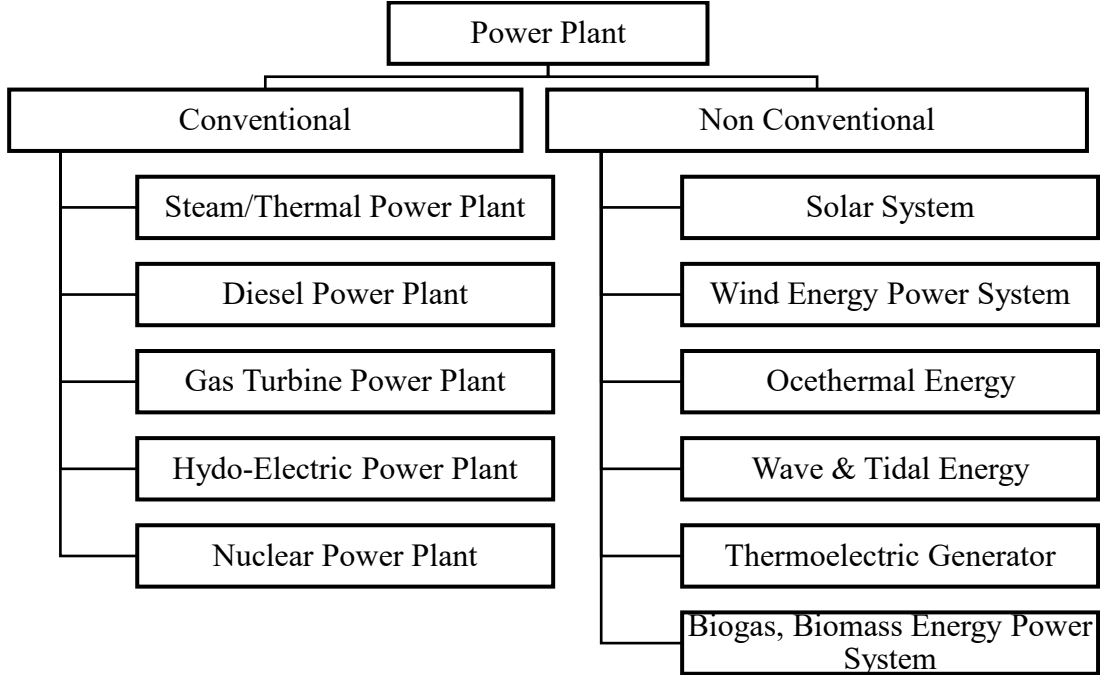 Power Plant
Conventional
Steam/Thermal Power Plant
Diesel Power Plant
Gas Turbine Power Plant
Hydo-Electric Power Plant
Nuclear Power Plant
Non Conventional
Solar System
Wind Energy Power System
Ocethermal Energy
Wave & Tidal Energy
Thermoelectric Generator
Biogas, Biomass Energy Power
System